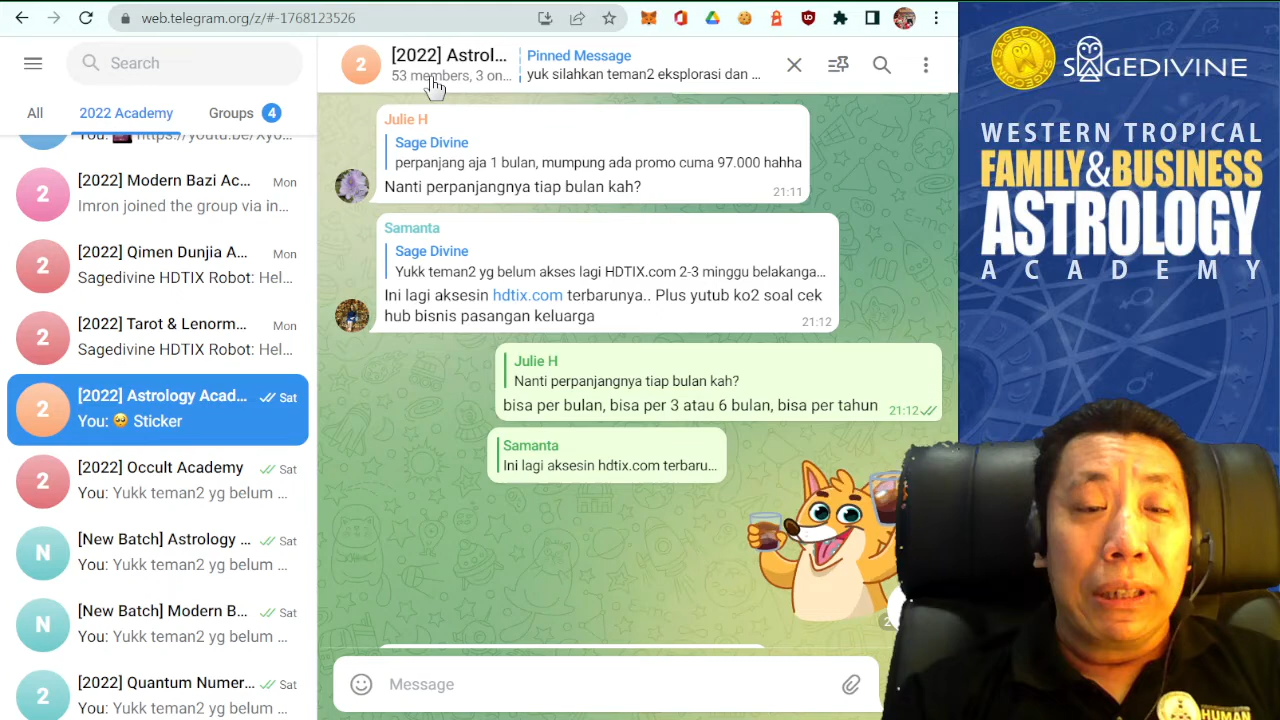 web.telegram.org/z/#-1768123526
Search
All
2022 Academy
Groups 4
2
[2022] Modern Bazi Ac... Mon
Imron joined the group via in...
2
[2022] Qimen Dunjia A... Mon
Sagedivine HDTIX Robot: Hel...
2
[2022] Tarot & Lenorm... Mon
Sagedivine HDTIX Robot: Hel...
2
[2022] Astrology Acad... Sat
You: 🥺 Sticker
2
[2022] Occult Academy Sat
You: Yukk teman2 yg belum ...
N
[New Batch] Astrology ... Sat
You: Yukk teman2 yg belum ...
N
[New Batch] Modern B... Sat
You: Yukk teman2 yg belum ...
2
[2022] Quantum Numer... Sat
You: Yukk teman2 yg belum ...
2
[2022] Astrol...
53 members, 3 on...
Pinned Message
yuk silahkan teman2 eksplorasi dan ...
Julie H
Sage Divine
perpanjang aja 1 bulan, mumpung ada promo cuma 97.000 hahha
Nanti perpanjangnya tiap bulan kah?
21:11
Samanta
Sage Divine
Yukk teman2 yg belum akses lagi HDTIX.com 2-3 minggu belakanga...
Ini lagi aksesin hdtix.com terbarunya.. Plus yutub ko2 soal cek
hub bisnis pasangan keluarga
21:12
Julie H
Nanti perpanjangnya tiap bulan kah?
bisa per bulan, bisa per 3 atau 6 bulan, bisa per tahun
21:12
Samanta
Ini lagi aksesin hdtix.com terbaru...
Message
SAGEDIVINE
WESTERN TROPICAL
FAMILY & BUSINESS
ASTROLOGY
ACADEMY
HUMAN